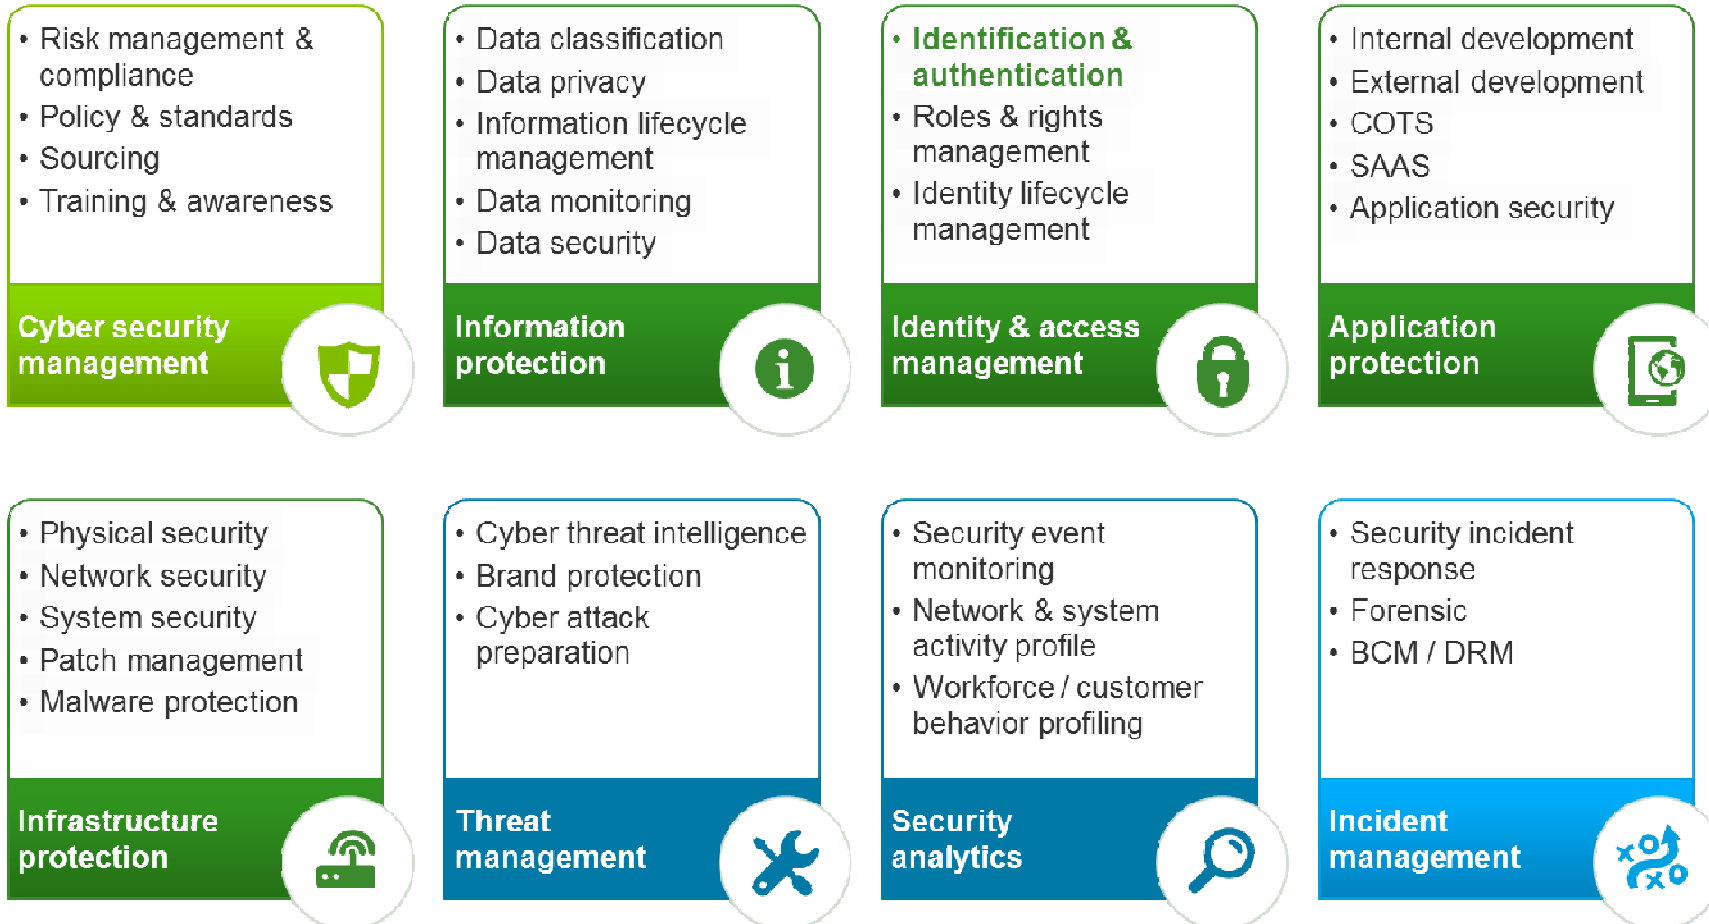 • Risk management &
compliance
• Policy & standards
• Sourcing
• Training & awareness
Cyber security
management
• Data classification
• Data privacy
• Information lifecycle
management
• Data monitoring
• Data security
Information
protection
i
• Identification &
authentication
• Roles & rights
management
• Identity lifecycle
management
Identity & access
management
• Internal development
• External development
• COTS
• SAAS
• Application security
Application
protection
• Physical security
• Network security
• System security
• Patch management
• Malware protection
Infrastructure
protection
• Cyber threat intelligence
• Brand protection
• Cyber attack
preparation
Threat
management
• Security event
monitoring
• Network & system
activity profile
• Workforce / customer
behavior profiling
Security
analytics
• Security incident
response
• Forensic
• BCM / DRM
Incident
management